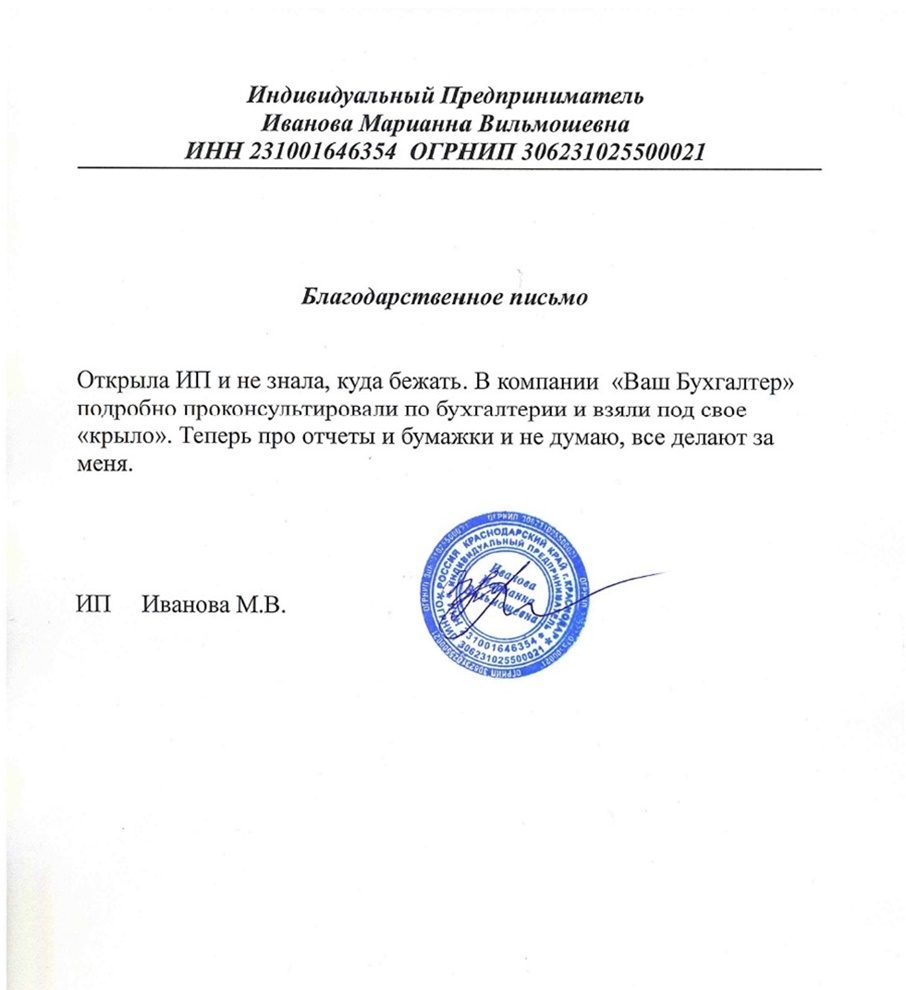 Индивидуальный Предприниматель
Иванова Марианна Вильмошевна
ИНН 231001646354 ОГРНИП 306231025500021
Благодарственное письмо
Открыла ИП и не знала, куда бежать. В компании «Ваш Бухгалтер»
подробно проконсультировали по бухгалтерии и взяли под свое
«крыло». Теперь про отчеты и бумажки и не думаю, все делают за
меня.
ИП Иванова М.В.
РОССИЯ КРАСНОДАРСКИЙ КРАЙ г.КРАСНОДАР
ИНДИВИДУАЛЬНЫЙ ПРЕДПРИНИМАТЕЛЬ
Иванова
Марианна
Вильмошевна
231001646354
306231025500021